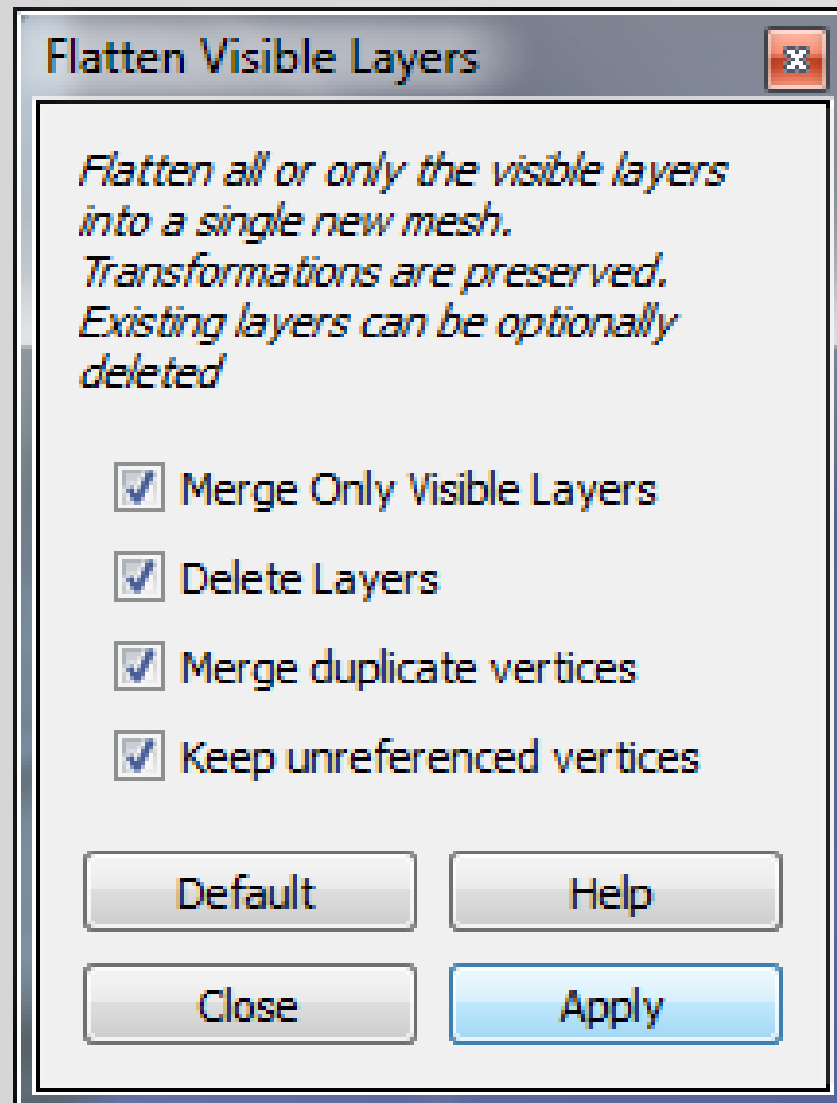 Flatten Visible Layers
Flatten all or only the visible layers
into a single new mesh.
Transformations are preserved.
Existing layers can be optionally
deleted
Merge Only Visible Layers
Delete Layers
Merge duplicate vertices
Keep unreferenced vertices
Default Help
Close Apply